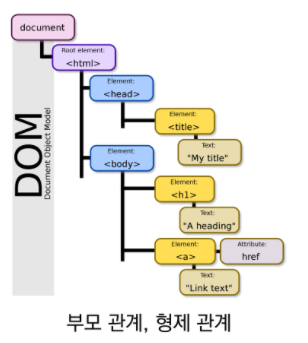 document
Root element:
<html>
Element:
<head>
Element:
<title>
Text:
"My title"
DOM
Document Object Model
Element:
<body>
Element:
<h1>
Text:
"A heading"
Element:
<a>
Attribute:
href
Text:
"Link text"
부모 관계, 형제 관계